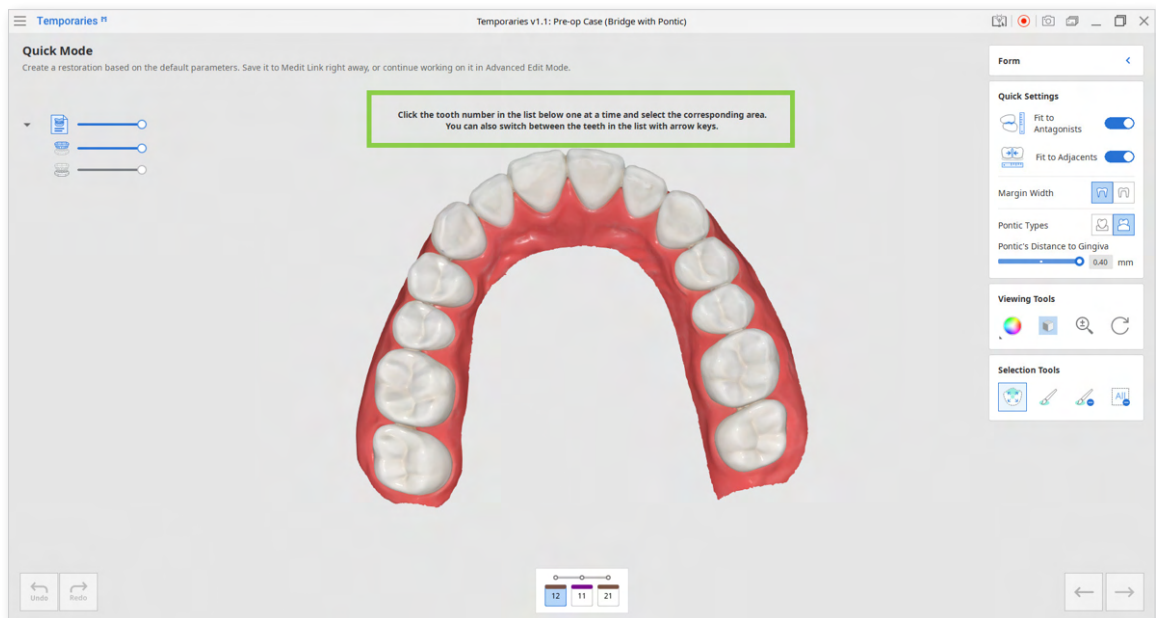 Temporaries
Temporaries v1.1: Pre-op Case (Bridge with Pontic)
Quick Mode
Create a restoration based on the default parameters. Save it to Medit Link right away, or continue working on it in Advanced Edit Mode.
Click the tooth number in the list below one at a time and select the corresponding area.
You can also switch between the teeth in the list with arrow keys.
Form
Quick Settings
Fit to
Antagonists
Fit to Adjacents
Margin Width
Pontic Types
Pontic's Distance to Gingiva
0.40 mm
Viewing Tools
Selection Tools
All
Undo
Redo
12 11 21